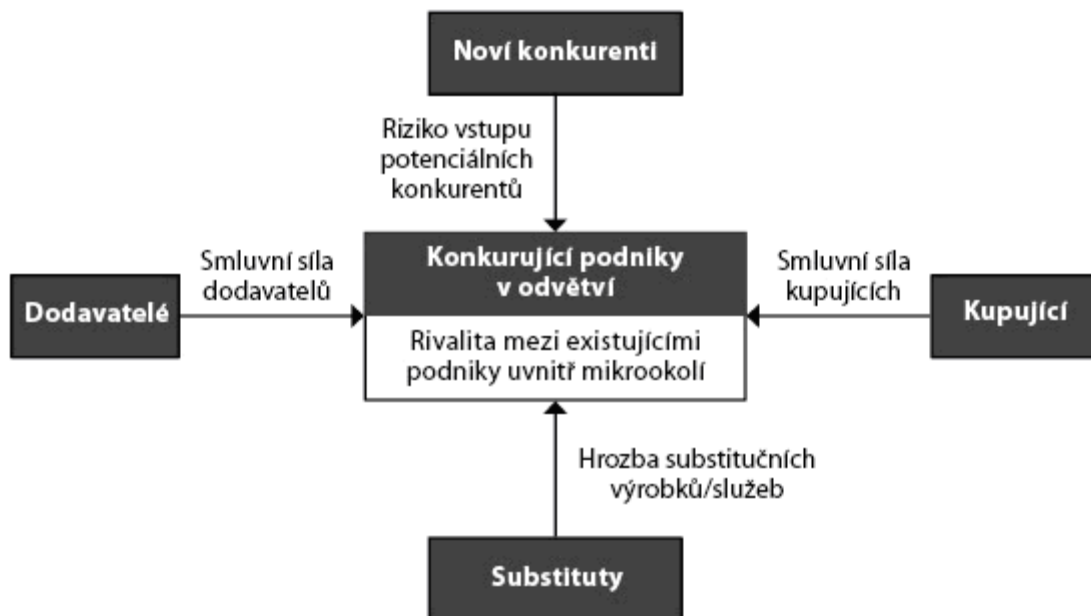 Noví konkurenti
Riziko vstupu
potenciálních
konkurentů
Smluvní síla
dodavatelů
Dodavatelé
Konkurující podniky
v odvětví
Rivalita mezi existujícími
podniky uvnitř mikrookolí
Smluvní síla
kupujících
Kupující
Hrozba substitučních
výrobků/služeb
Substituty